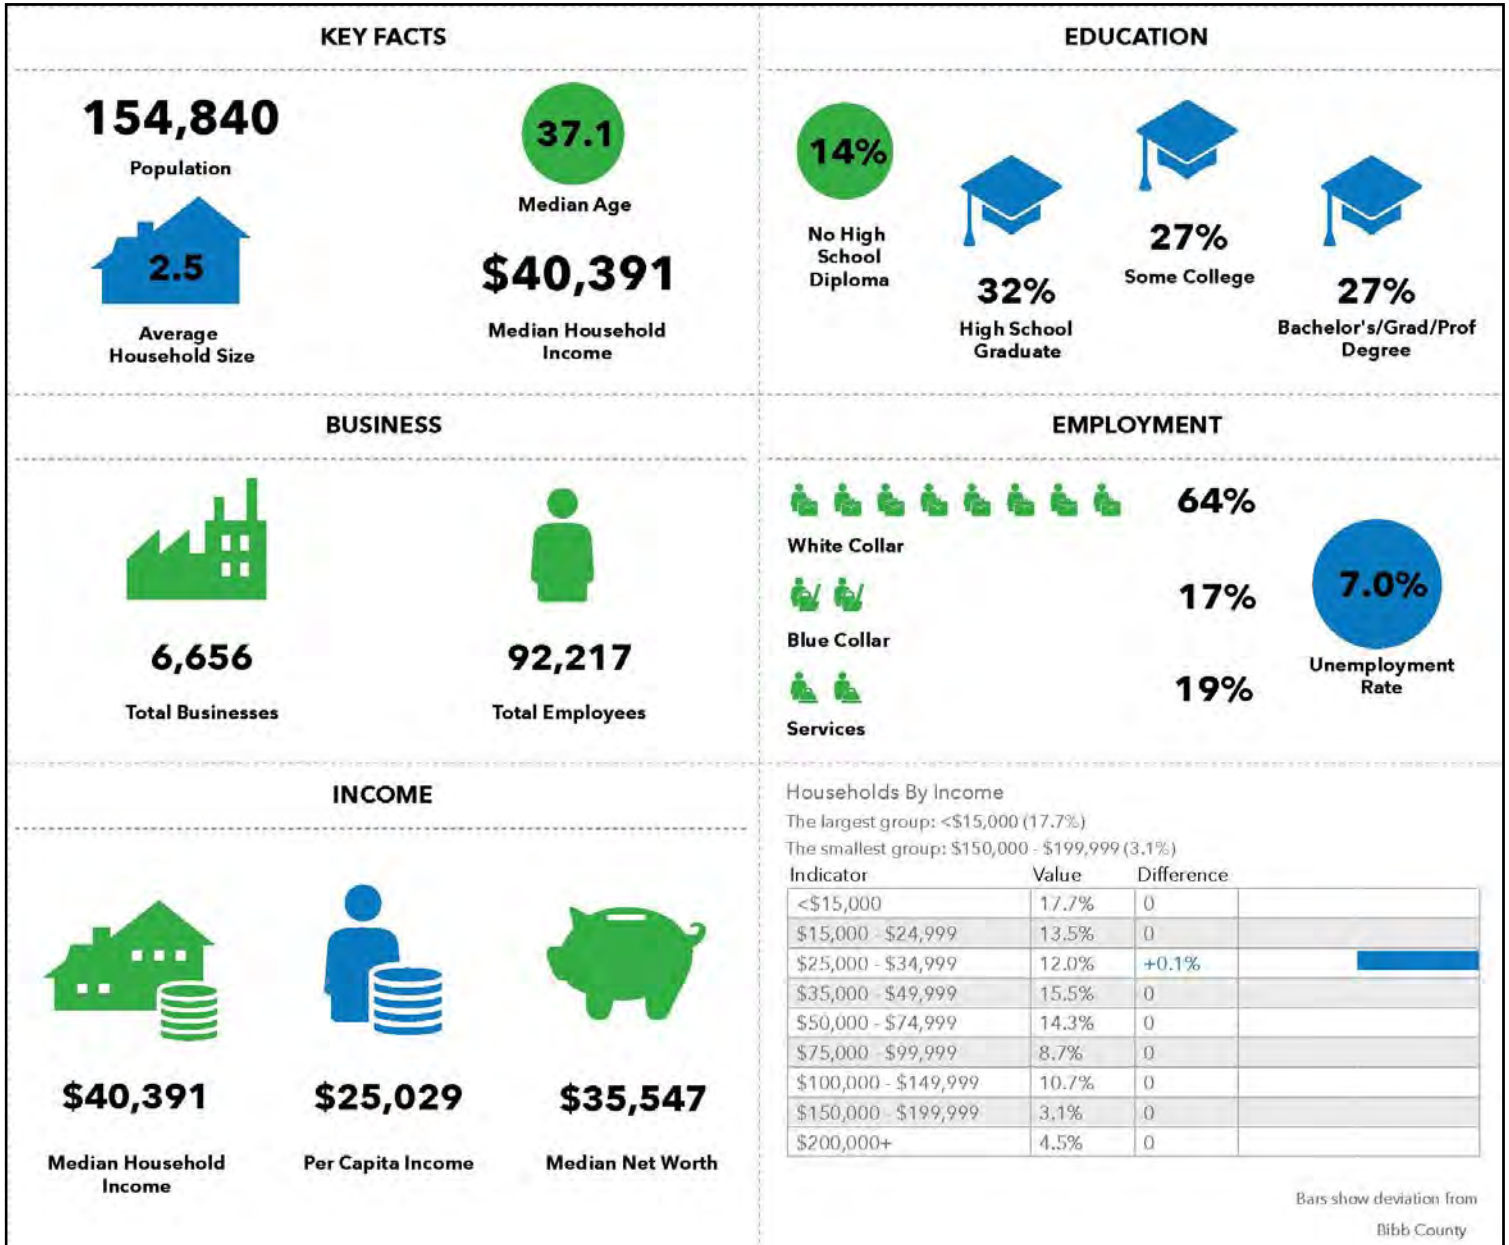 KEY FACTS
154,840
Population
37.1
Median Age
2.5
Average
Household Size
$40,391
Median Household
Income
EDUCATION
14%
No High
School
Diploma
32%
High School
Graduate
27%
Some College
27%
Bachelor's/Grad/Prof
Degree
BUSINESS
6,656
Total Businesses
92,217
Total Employees
EMPLOYMENT
64%
White Collar
17%
Blue Collar
19%
Services
7.0%
Unemployment
Rate
INCOME
$40,391
Median Household
Income
$25,029
Per Capita Income
$35,547
Median Net Worth
Households By Income
The largest group: <$15,000 (17.7%)
The smallest group: $150,000 - $199,999 (3.1%)
Indicator Value Difference
<$15,000 17.7% 0
$15,000 - $24,999 13.5% 0
$25,000 - $34,999 12.0% +0.1%
$35,000 - $49,999 15.5% 0
$50,000 - $74,999 14.3% 0
$75,000 - $99,999 8.7% 0
$100,000 - $149,999 10.7% 0
$150,000 - $199,999 3.1% 0
$200,000+ 4.5% 0
Bars show deviation from
Bibb County